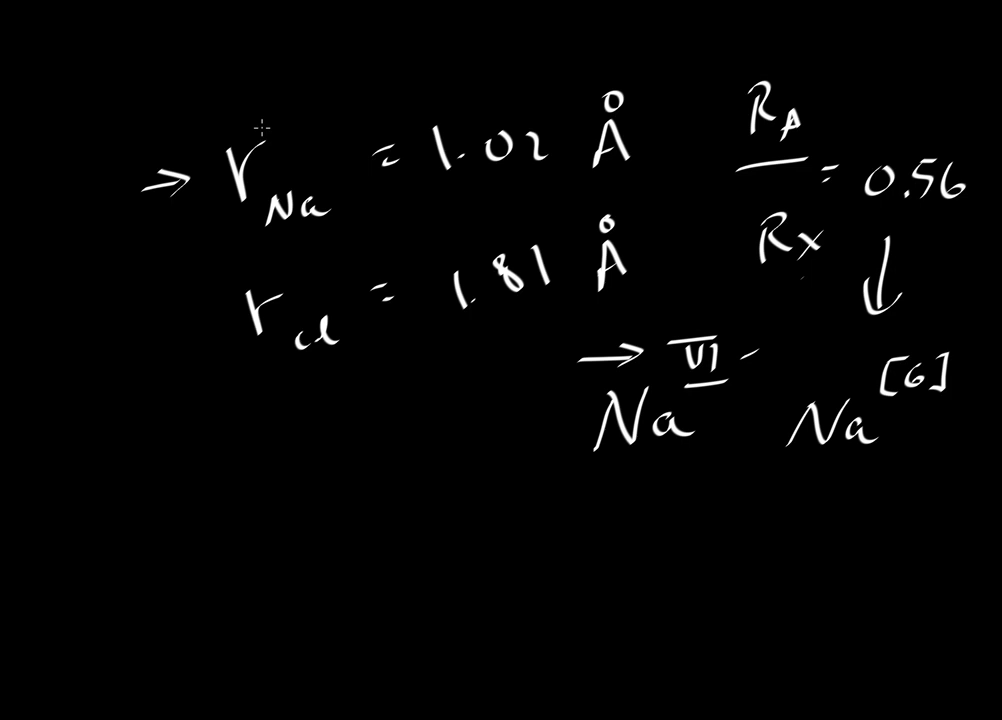 → r_Na = 1.02 Å
r_Cl = 1.81 Å
R_A / R_X = 0.56
↓
→ Na^VI - Na^[6]